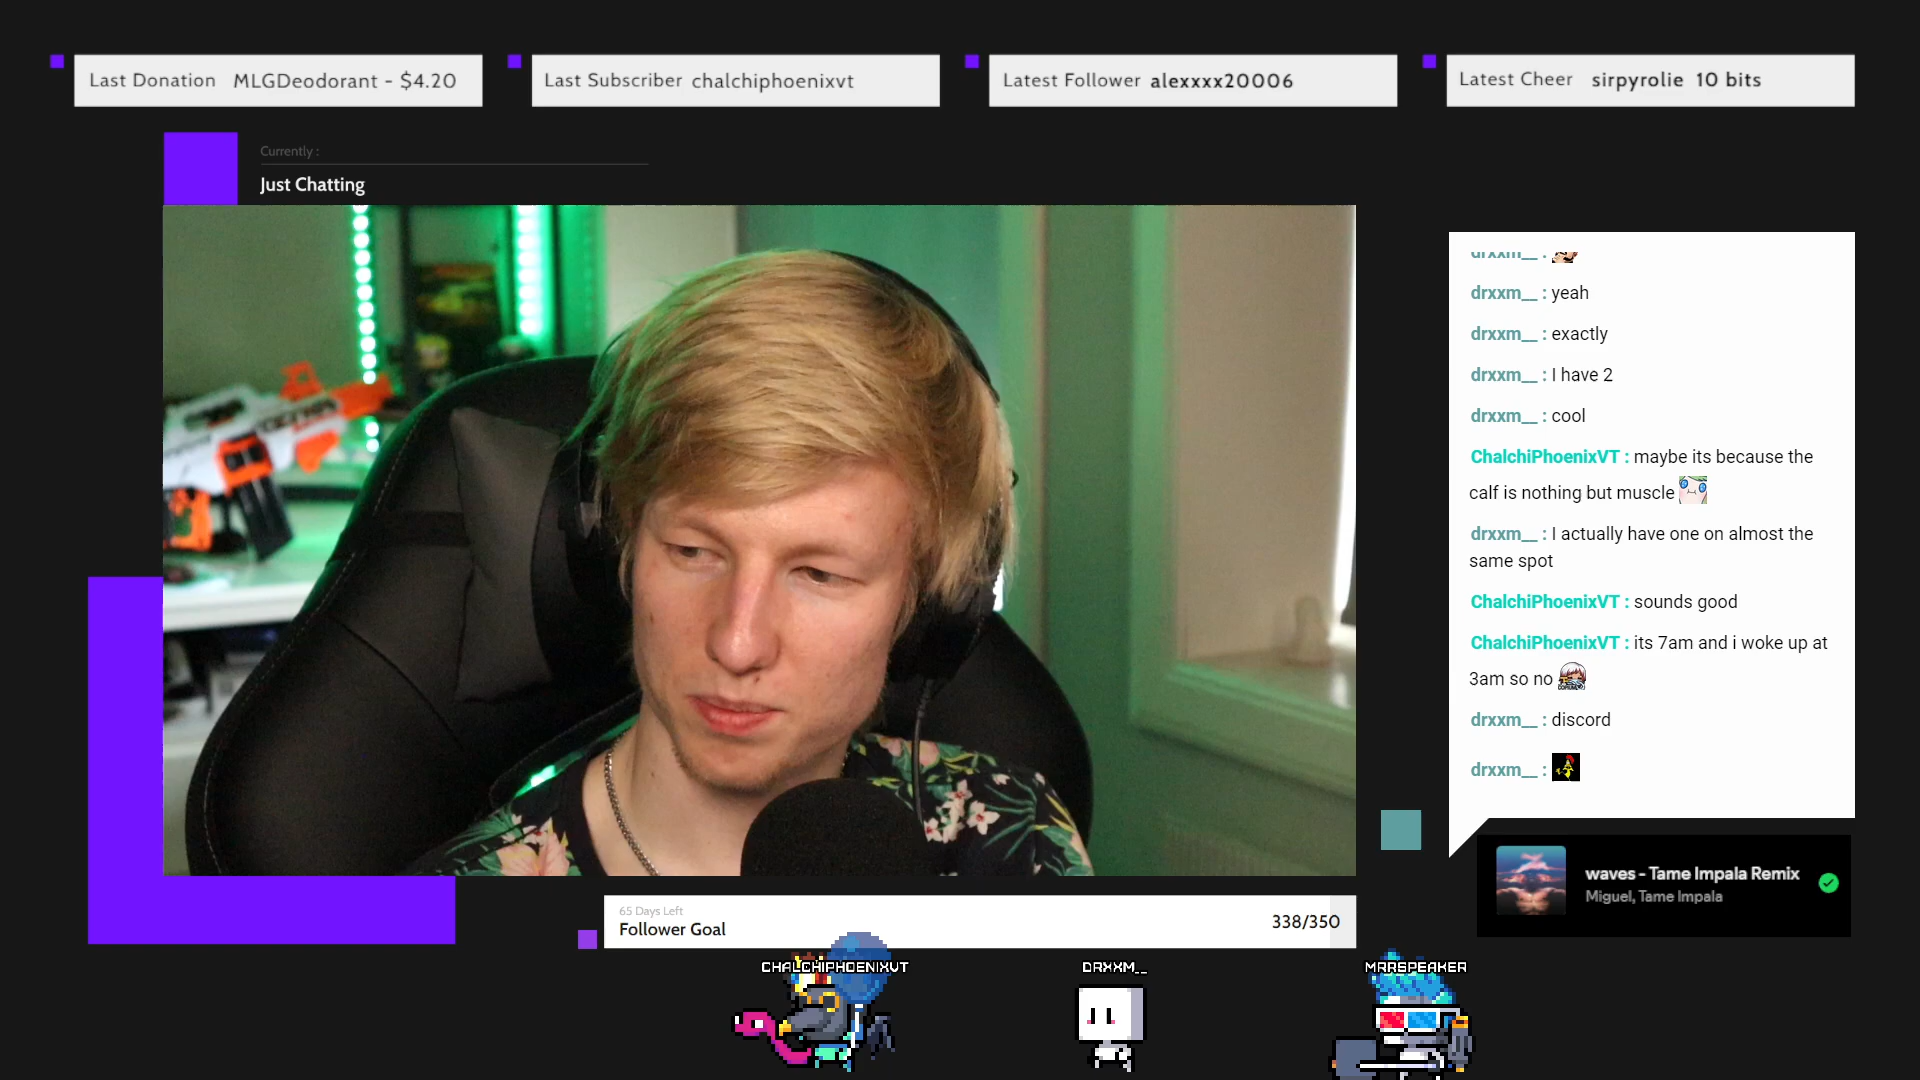 Last Donation MLGDeodorant - $4.20
Last Subscriber chalchiphoenixvt
Latest Follower alexxxx20006
Latest Cheer sirpyrolie 10 bits
Currently :
Just Chatting
drxxm__ :
drxxm__ : yeah
drxxm__ : exactly
drxxm__ : I have 2
drxxm__ : cool
ChalchiPhoenixVT : maybe its because the
calf is nothing but muscle
drxxm__ : I actually have one on almost the
same spot
ChalchiPhoenixVT : sounds good
ChalchiPhoenixVT : its 7am and i woke up at
3am so no
drxxm__ : discord
drxxm__ :
waves - Tame Impala Remix
Miguel, Tame Impala
65 Days Left
Follower Goal
338/350
CHALCHIPHOENIXVT
DRXXM__
MRRSPEAKER